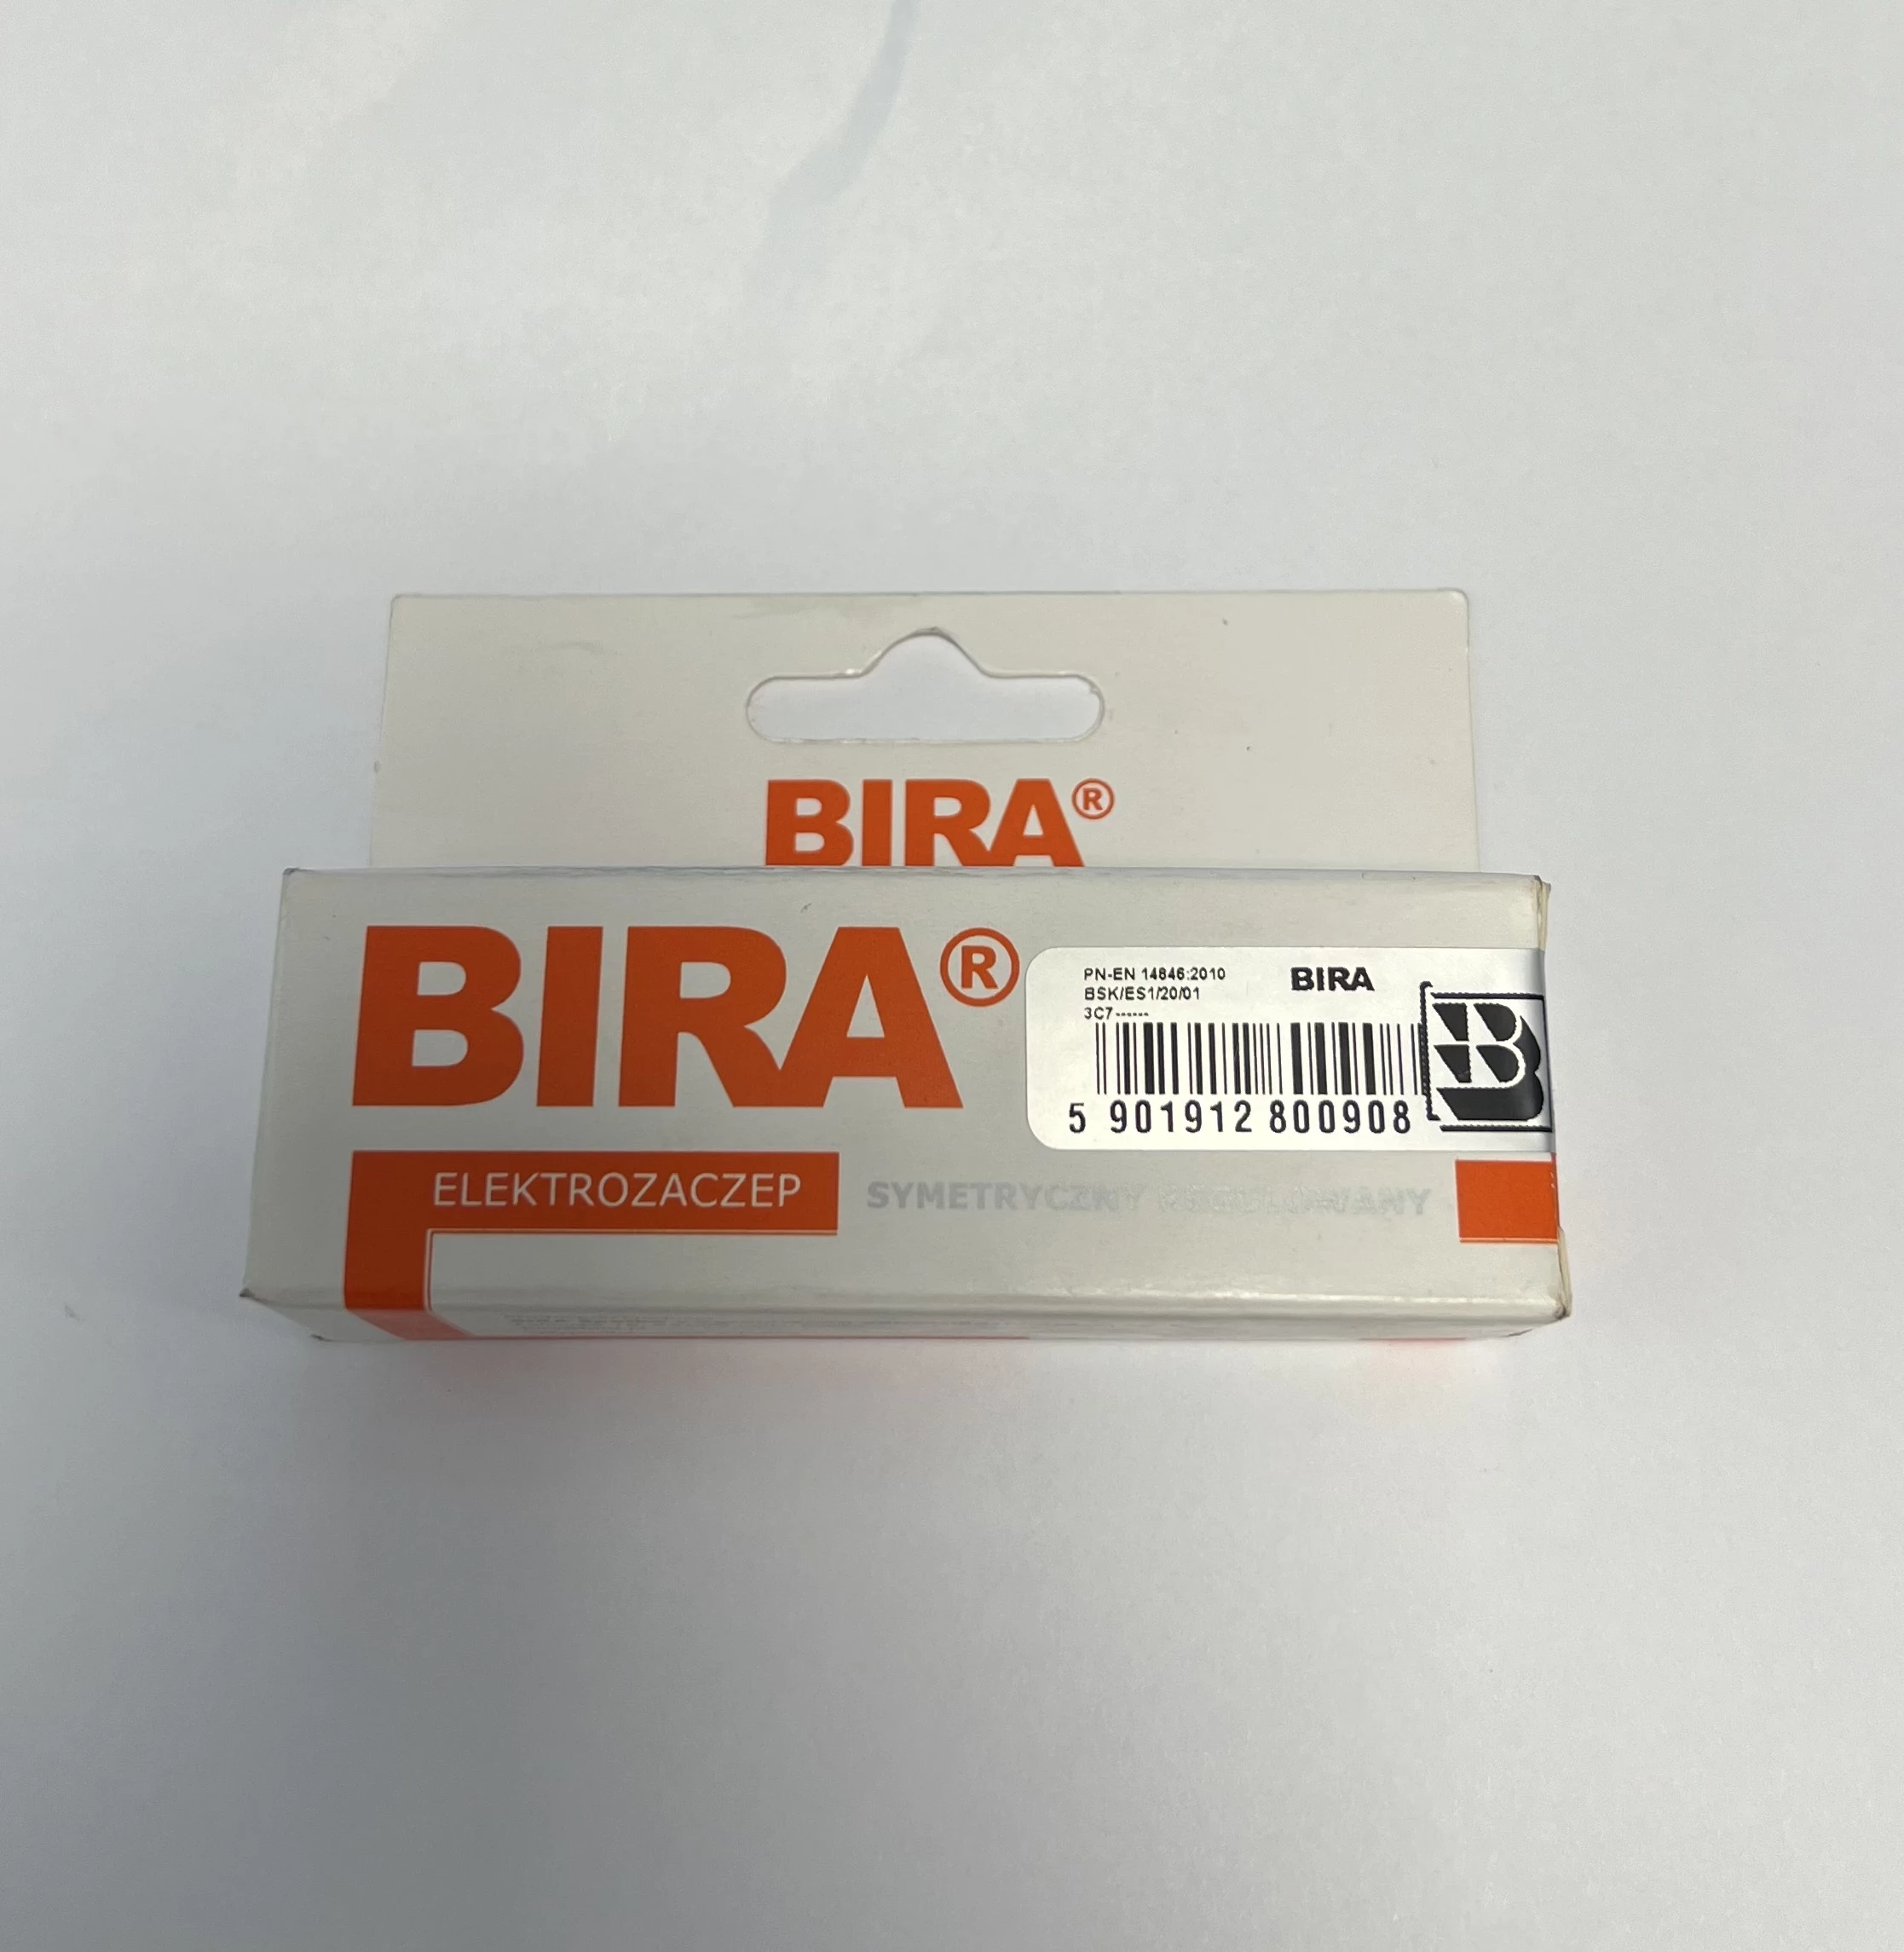 BIRA®
BIRA®
PN-EN 14846:2010 BIRA
BSK/ES1/20/01
3C7------
5 901912 800908
ELEKTROZACZEP SYMETRYCZNY